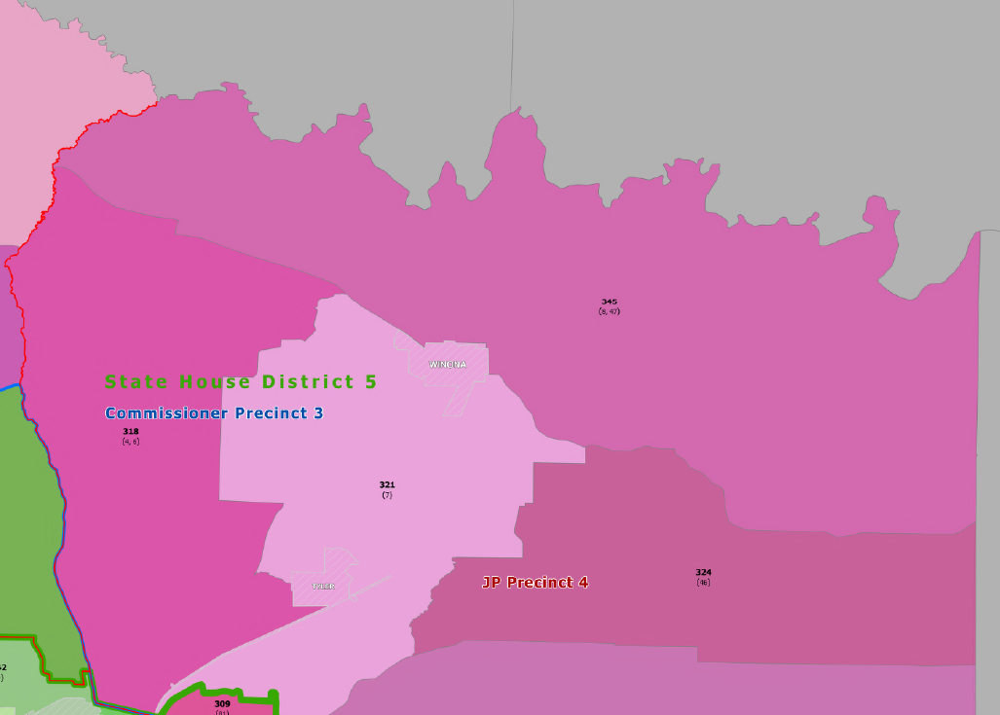 345
(8, 47)
WINONA
State House District 5
Commissioner Precinct 3
318
(4, 6)
321
(7)
324
(46)
JP Precinct 4
TYLER
309